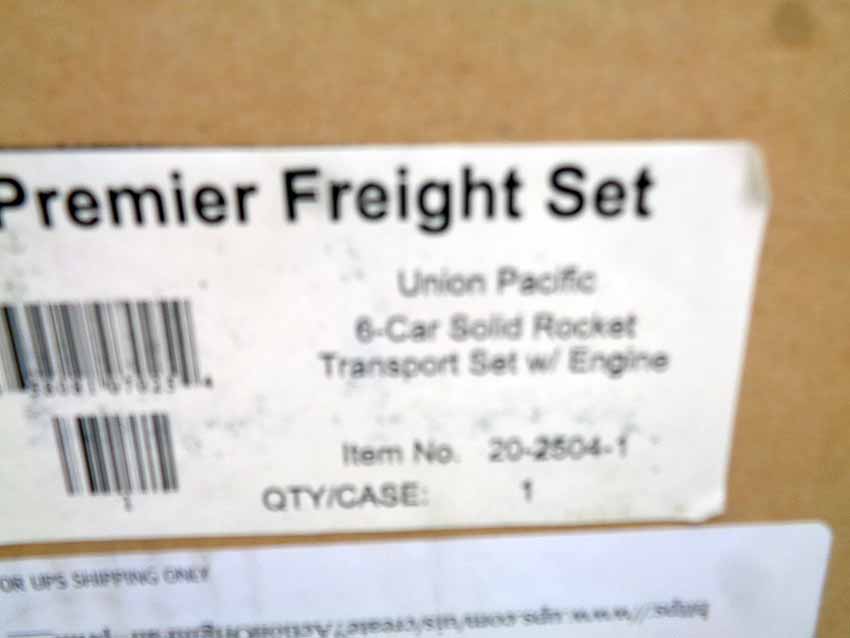 Premier Freight Set
Union Pacific
6-Car Solid Rocket
Transport Set w/ Engine
Item No. 20-2504-1
1
QTY/CASE: 1
OR UPS SHIPPING ONLY